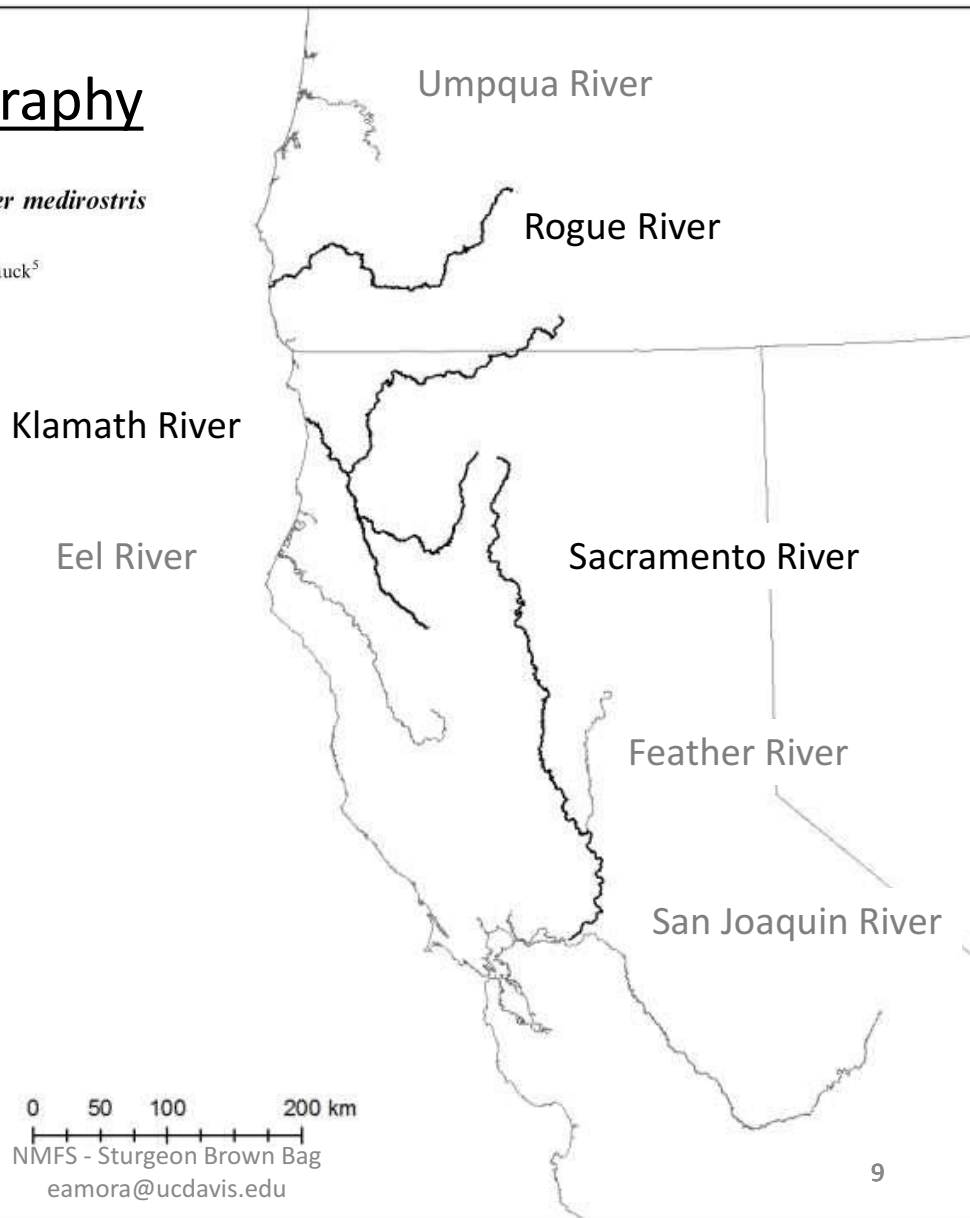 raphy
er medirostris
uck5
Umpqua River
Rogue River
Klamath River
Eel River
Sacramento River
Feather River
San Joaquin River
0 50 100 200 km
NMFS - Sturgeon Brown Bag
eamora@ucdavis.edu
9